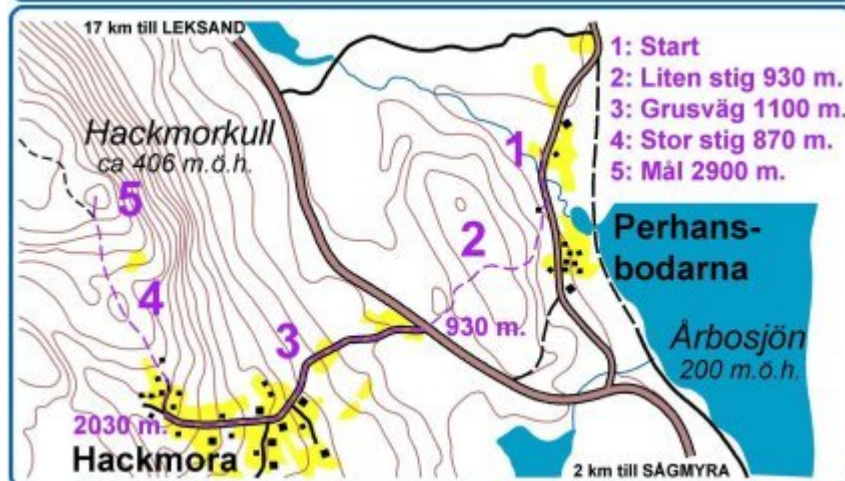 17 km till LEKSAND
1: Start
2: Liten stig 930 m.
3: Grusväg 1100 m.
4: Stor stig 870 m.
5: Mål 2900 m.
Hackmorkull
ca 406 m.ö.h.
1
5
2
Perhans-
bodarna
4
3
930 m.
Årbosjön
200 m.ö.h.
2030 m.
Hackmora
2 km till SÅGMYRA